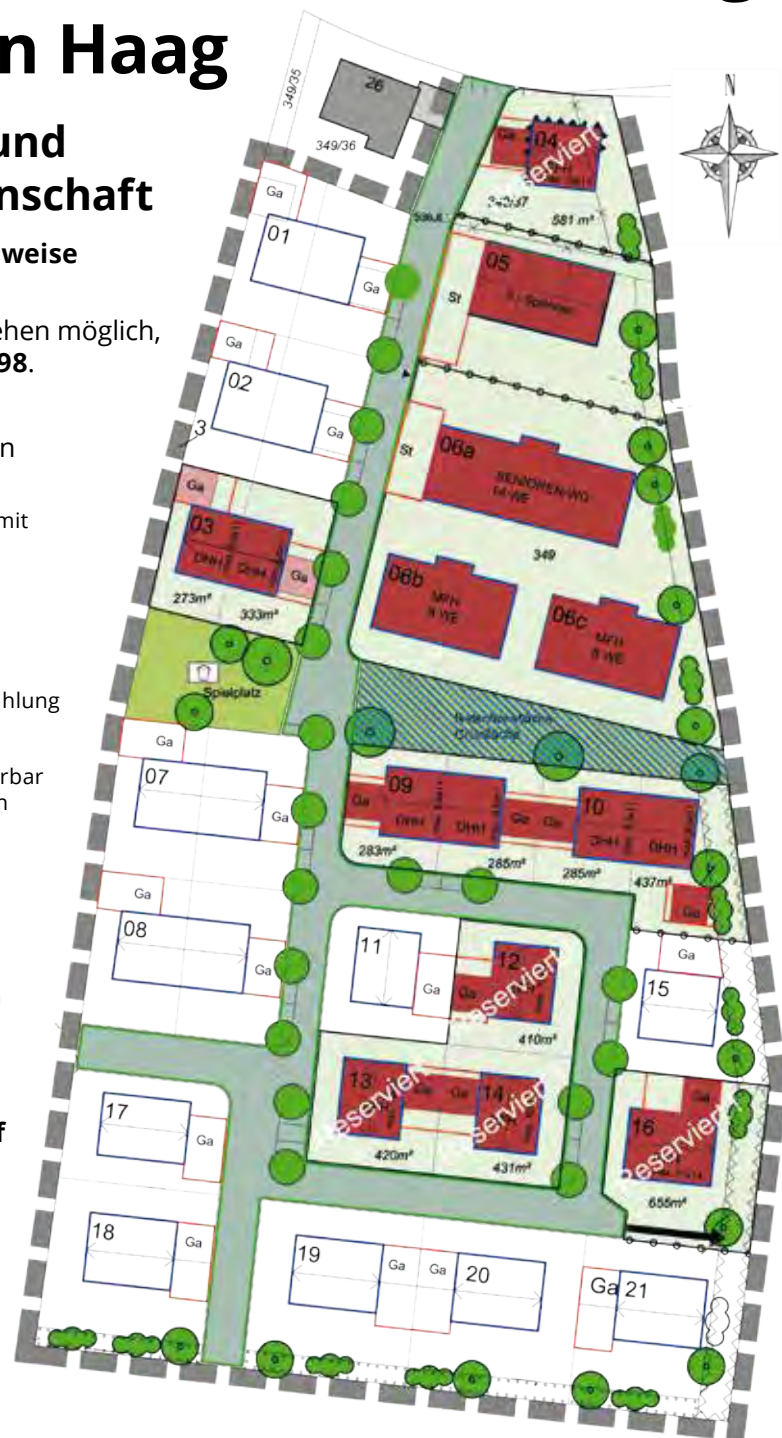 n Haag
und
nschaft
weise
ehen möglich,
98.
en
mit
ehlung
rbar
n
f
N
349/35
26
349/36
Ga
01
Ga
Ga
02
Ga
3
Ga
04
Reserviert
581 m²
05
St
St
06a
SENIOREN-WG
14 WE
349
06b
MFH
8 WE
06c
MFH
8 WE
Ga
03
DHH
DHH
Ga
273m²
333m²
Spielplatz
Ga
07
Ga
Ga
08
Ga
Ga
09
DHH
DHH
Ga
Ga
10
DHH
DHH
283m²
285m²
285m²
437m²
Ga
11
Ga
Ga
12
Reserviert
410m²
Ga
15
13
Reserviert
Ga
Ga
14
Reserviert
420m²
431m²
Ga
16
Reserviert
655m²
17
Ga
18
Ga
19
Ga
Ga
20
Ga
21